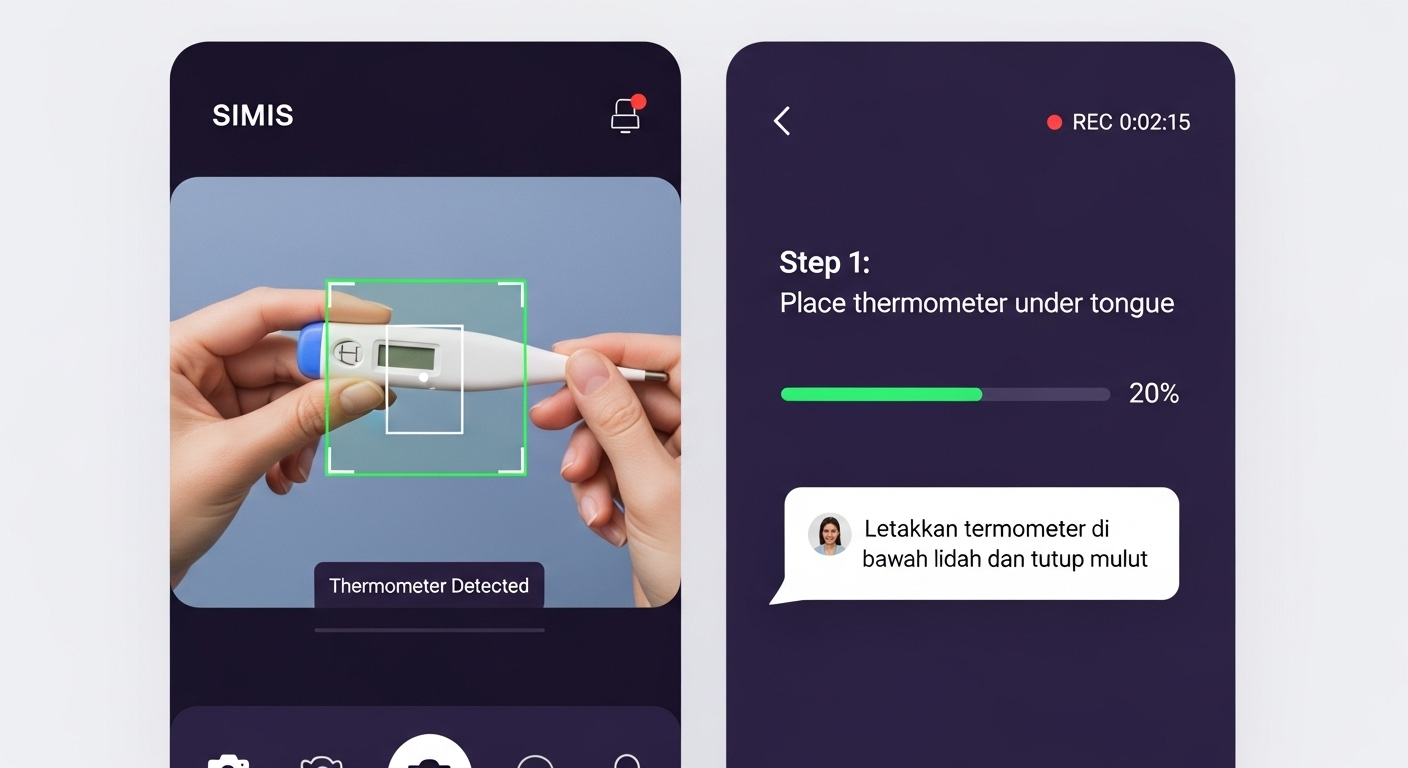 SIMIS
Thermometer Detected
REC 0:02:15
Step 1:
Place thermometer under tongue
20%
Letakkan termometer di
bawah lidah dan tutup mulut